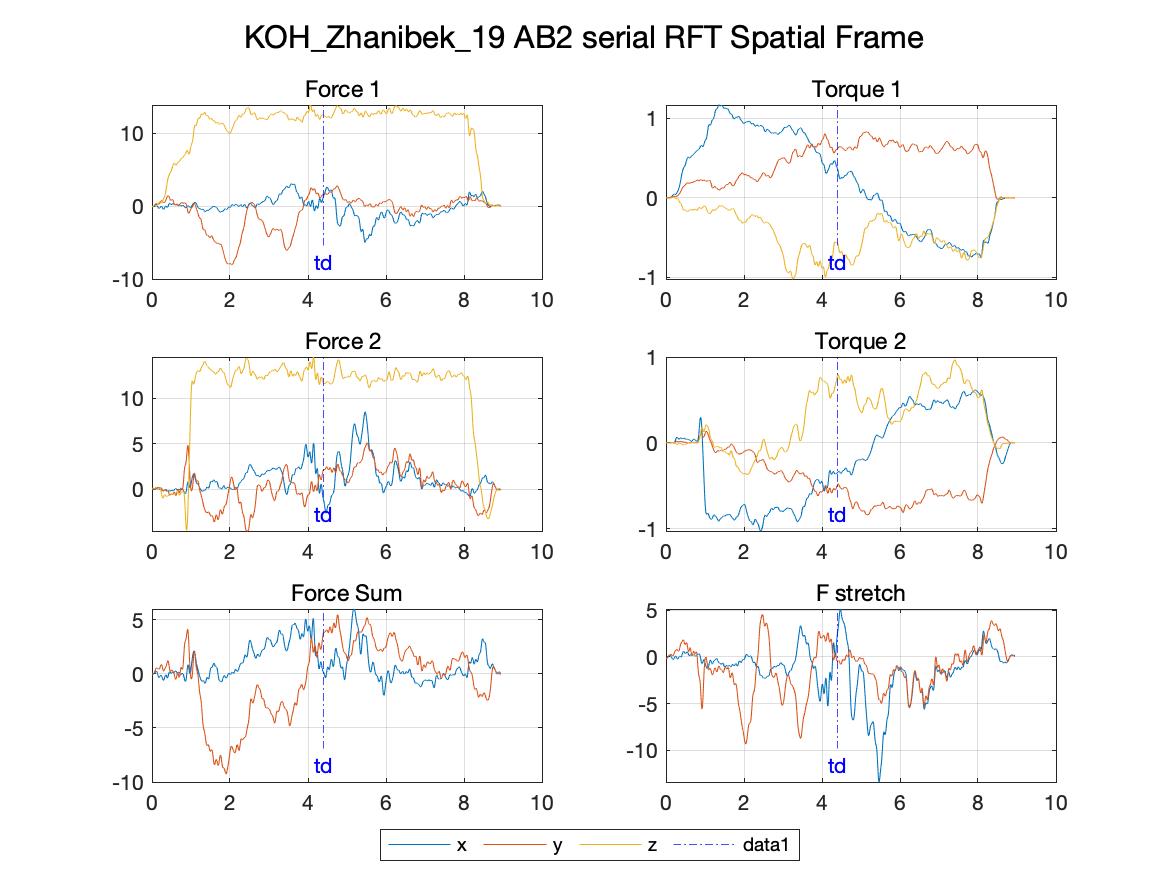 KOH_Zhanibek_19 AB2 serial RFT Spatial Frame
Force 1
10
0
-10
td
0 2 4 6 8 10
Torque 1
1
0
-1
td
0 2 4 6 8 10
Force 2
10
5
0
td
0 2 4 6 8 10
Torque 2
1
0
-1
td
0 2 4 6 8 10
Force Sum
5
0
-5
-10
td
0 2 4 6 8 10
F stretch
5
0
-5
-10
td
0 2 4 6 8 10
x y z data1